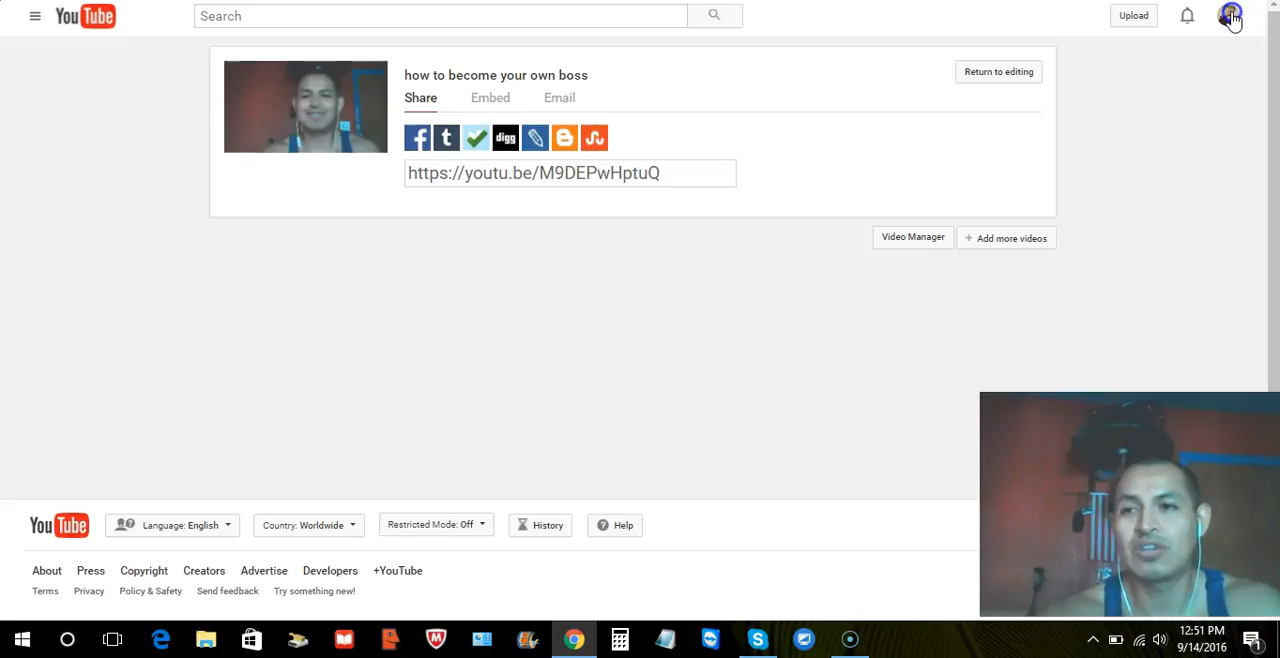 YouTube
Search
Upload
how to become your own boss
Return to editing
Share Embed Email
f t digg
https://youtu.be/M9DEPwHptuQ
Video Manager
+ Add more videos
YouTube
Language: English
Country: Worldwide
Restricted Mode: Off
History
? Help
About Press Copyright Creators Advertise Developers +YouTube
Terms Privacy Policy & Safety Send feedback Try something new!
12:51 PM
9/14/2016
1